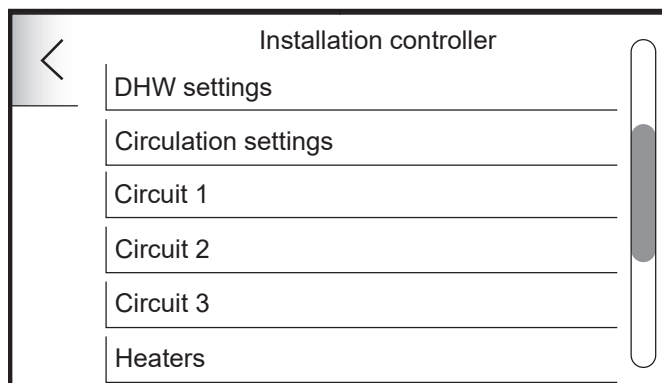 Installation controller
DHW settings
Circulation settings
Circuit 1
Circuit 2
Circuit 3
Heaters